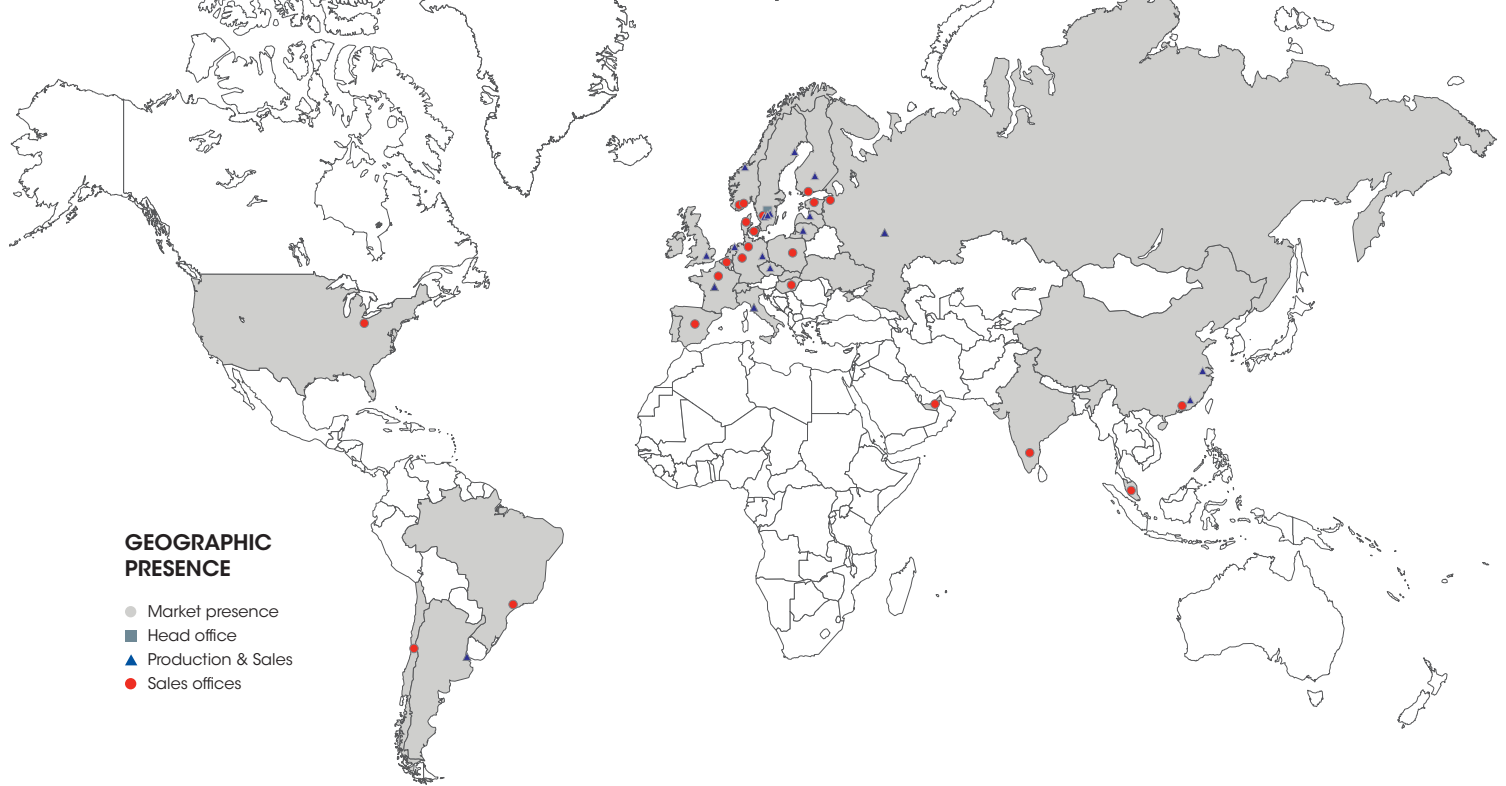 GEOGRAPHIC
PRESENCE
Market presence
Head office
Production & Sales
Sales offices